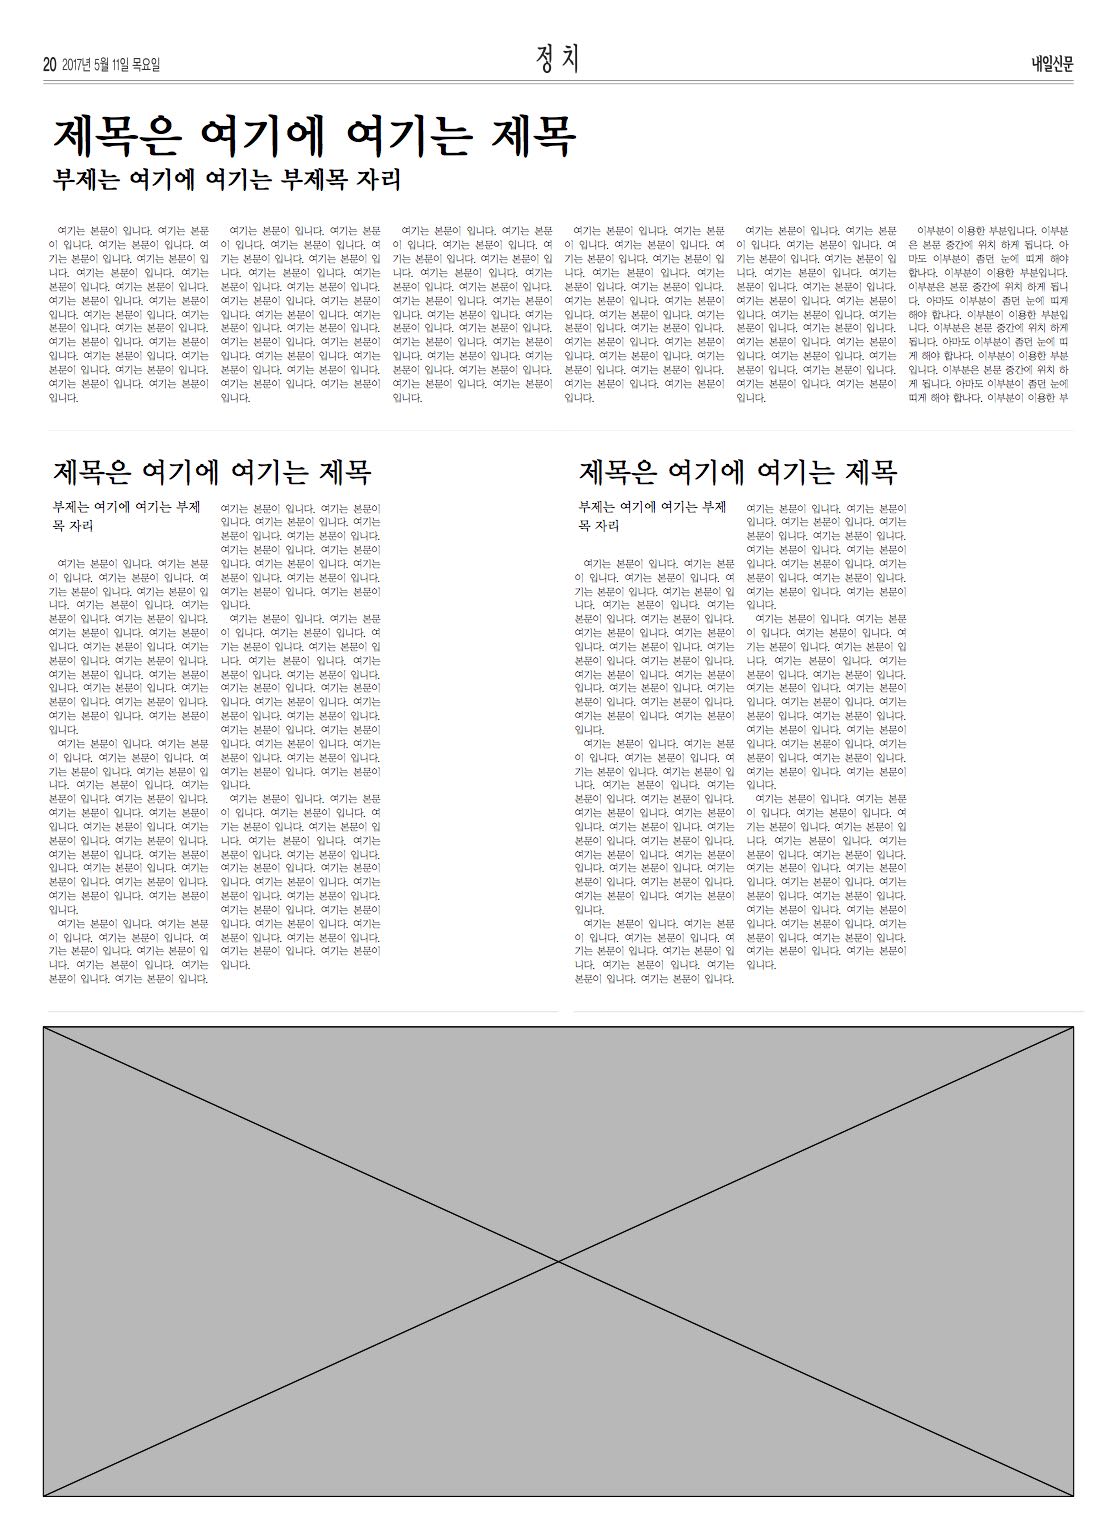 20 2017년 5월 11일 목요일
정 치
내일신문
제목은 여기에 여기는 제목
부제는 여기에 여기는 부제목 자리
여기는 본문이 입니다. 여기는 본문
이 입니다. 여기는 본문이 입니다. 여
기는 본문이 입니다. 여기는 본문이 입
니다. 여기는 본문이 입니다. 여기는
본문이 입니다. 여기는 본문이 입니다.
여기는 본문이 입니다. 여기는 본문이
입니다. 여기는 본문이 입니다. 여기는
본문이 입니다. 여기는 본문이 입니다.
여기는 본문이 입니다. 여기는 본문이
입니다. 여기는 본문이 입니다. 여기는
본문이 입니다. 여기는 본문이 입니다.
여기는 본문이 입니다. 여기는 본문이
입니다.
여기는 본문이 입니다. 여기는 본문
이 입니다. 여기는 본문이 입니다. 여
기는 본문이 입니다. 여기는 본문이 입
니다. 여기는 본문이 입니다. 여기는
본문이 입니다. 여기는 본문이 입니다.
여기는 본문이 입니다. 여기는 본문이
입니다. 여기는 본문이 입니다. 여기는
본문이 입니다. 여기는 본문이 입니다.
여기는 본문이 입니다. 여기는 본문이
입니다. 여기는 본문이 입니다. 여기는
본문이 입니다. 여기는 본문이 입니다.
여기는 본문이 입니다. 여기는 본문이
입니다.
여기는 본문이 입니다. 여기는 본문
이 입니다. 여기는 본문이 입니다. 여
기는 본문이 입니다. 여기는 본문이 입
니다. 여기는 본문이 입니다. 여기는
본문이 입니다. 여기는 본문이 입니다.
여기는 본문이 입니다. 여기는 본문이
입니다. 여기는 본문이 입니다. 여기는
본문이 입니다. 여기는 본문이 입니다.
여기는 본문이 입니다. 여기는 본문이
입니다. 여기는 본문이 입니다. 여기는
본문이 입니다. 여기는 본문이 입니다.
여기는 본문이 입니다. 여기는 본문이
입니다.
여기는 본문이 입니다. 여기는 본문
이 입니다. 여기는 본문이 입니다. 여
기는 본문이 입니다. 여기는 본문이 입
니다. 여기는 본문이 입니다. 여기는
본문이 입니다. 여기는 본문이 입니다.
여기는 본문이 입니다. 여기는 본문이
입니다. 여기는 본문이 입니다. 여기는
본문이 입니다. 여기는 본문이 입니다.
여기는 본문이 입니다. 여기는 본문이
입니다. 여기는 본문이 입니다. 여기는
본문이 입니다. 여기는 본문이 입니다.
여기는 본문이 입니다. 여기는 본문이
입니다.
여기는 본문이 입니다. 여기는 본문
이 입니다. 여기는 본문이 입니다. 여
기는 본문이 입니다. 여기는 본문이 입
니다. 여기는 본문이 입니다. 여기는
본문이 입니다. 여기는 본문이 입니다.
여기는 본문이 입니다. 여기는 본문이
입니다. 여기는 본문이 입니다. 여기는
본문이 입니다. 여기는 본문이 입니다.
여기는 본문이 입니다. 여기는 본문이
입니다. 여기는 본문이 입니다. 여기는
본문이 입니다. 여기는 본문이 입니다.
여기는 본문이 입니다. 여기는 본문이
입니다.
이부분이 이용한 부분입니다. 이부분
은 본문 중간에 위치 하게 됩니다. 아
마도 이부분이 좀던 눈에 띠게 해야
합나다. 이부분이 이용한 부분입니다.
이부분은 본문 중간에 위치 하게 됩니
다. 아마도 이부분이 좀던 눈에 띠게
해야 합나다. 이부분이 이용한 부분입
니다. 이부분은 본문 중간에 위치 하게
됩니다. 아마도 이부분이 좀던 눈에 띠
게 해야 합나다. 이부분이 이용한 부분
입니다. 이부분은 본문 중간에 위치 하
게 됩니다. 아마도 이부분이 좀던 눈에
띠게 해야 합나다. 이부분이 이용한 부
제목은 여기에 여기는 제목
부제는 여기에 여기는 부제
목 자리
여기는 본문이 입니다. 여기는 본문
이 입니다. 여기는 본문이 입니다. 여
기는 본문이 입니다. 여기는 본문이 입
니다. 여기는 본문이 입니다. 여기는
본문이 입니다. 여기는 본문이 입니다.
여기는 본문이 입니다. 여기는 본문이
입니다. 여기는 본문이 입니다. 여기는
본문이 입니다. 여기는 본문이 입니다.
여기는 본문이 입니다. 여기는 본문이
입니다. 여기는 본문이 입니다. 여기는
본문이 입니다. 여기는 본문이 입니다.
여기는 본문이 입니다. 여기는 본문이
입니다.
여기는 본문이 입니다. 여기는 본문
이 입니다. 여기는 본문이 입니다. 여
기는 본문이 입니다. 여기는 본문이 입
니다. 여기는 본문이 입니다. 여기는
본문이 입니다. 여기는 본문이 입니다.
여기는 본문이 입니다. 여기는 본문이
입니다. 여기는 본문이 입니다. 여기는
본문이 입니다. 여기는 본문이 입니다.
여기는 본문이 입니다. 여기는 본문이
입니다. 여기는 본문이 입니다. 여기는
본문이 입니다. 여기는 본문이 입니다.
여기는 본문이 입니다. 여기는 본문이
입니다.
여기는 본문이 입니다. 여기는 본문
이 입니다. 여기는 본문이 입니다. 여
기는 본문이 입니다. 여기는 본문이 입
니다. 여기는 본문이 입니다. 여기는
본문이 입니다. 여기는 본문이 입니다.
여기는 본문이 입니다. 여기는 본문이
입니다. 여기는 본문이 입니다. 여기는
본문이 입니다. 여기는 본문이 입니다.
여기는 본문이 입니다. 여기는 본문이
입니다. 여기는 본문이 입니다. 여기는
본문이 입니다. 여기는 본문이 입니다.
여기는 본문이 입니다. 여기는 본문이
입니다.
여기는 본문이 입니다. 여기는 본문
이 입니다. 여기는 본문이 입니다. 여
기는 본문이 입니다. 여기는 본문이 입
니다. 여기는 본문이 입니다. 여기는
본문이 입니다. 여기는 본문이 입니다.
여기는 본문이 입니다. 여기는 본문이
입니다. 여기는 본문이 입니다. 여기는
본문이 입니다. 여기는 본문이 입니다.
여기는 본문이 입니다. 여기는 본문이
입니다. 여기는 본문이 입니다. 여기는
본문이 입니다. 여기는 본문이 입니다.
여기는 본문이 입니다. 여기는 본문이
입니다.
여기는 본문이 입니다. 여기는 본문
이 입니다. 여기는 본문이 입니다. 여
기는 본문이 입니다. 여기는 본문이 입
니다. 여기는 본문이 입니다. 여기는
본문이 입니다. 여기는 본문이 입니다.
여기는 본문이 입니다. 여기는 본문이
입니다. 여기는 본문이 입니다. 여기는
본문이 입니다. 여기는 본문이 입니다.
여기는 본문이 입니다. 여기는 본문이
입니다. 여기는 본문이 입니다. 여기는
본문이 입니다. 여기는 본문이 입니다.
여기는 본문이 입니다. 여기는 본문이
입니다.
제목은 여기에 여기는 제목
부제는 여기에 여기는 부제
목 자리
여기는 본문이 입니다. 여기는 본문
이 입니다. 여기는 본문이 입니다. 여
기는 본문이 입니다. 여기는 본문이 입
니다. 여기는 본문이 입니다. 여기는
본문이 입니다. 여기는 본문이 입니다.
여기는 본문이 입니다. 여기는 본문이
입니다. 여기는 본문이 입니다. 여기는
본문이 입니다. 여기는 본문이 입니다.
여기는 본문이 입니다. 여기는 본문이
입니다. 여기는 본문이 입니다. 여기는
본문이 입니다. 여기는 본문이 입니다.
여기는 본문이 입니다. 여기는 본문이
입니다.
여기는 본문이 입니다. 여기는 본문
이 입니다. 여기는 본문이 입니다. 여
기는 본문이 입니다. 여기는 본문이 입
니다. 여기는 본문이 입니다. 여기는
본문이 입니다. 여기는 본문이 입니다.
여기는 본문이 입니다. 여기는 본문이
입니다. 여기는 본문이 입니다. 여기는
본문이 입니다. 여기는 본문이 입니다.
여기는 본문이 입니다. 여기는 본문이
입니다. 여기는 본문이 입니다. 여기는
본문이 입니다. 여기는 본문이 입니다.
여기는 본문이 입니다. 여기는 본문이
입니다.
여기는 본문이 입니다. 여기는 본문
이 입니다. 여기는 본문이 입니다. 여
기는 본문이 입니다. 여기는 본문이 입
니다. 여기는 본문이 입니다. 여기는
본문이 입니다. 여기는 본문이 입니다.
여기는 본문이 입니다. 여기는 본문이
입니다. 여기는 본문이 입니다. 여기는
본문이 입니다. 여기는 본문이 입니다.
여기는 본문이 입니다. 여기는 본문이
입니다. 여기는 본문이 입니다. 여기는
본문이 입니다. 여기는 본문이 입니다.
여기는 본문이 입니다. 여기는 본문이
입니다.
여기는 본문이 입니다. 여기는 본문
이 입니다. 여기는 본문이 입니다. 여
기는 본문이 입니다. 여기는 본문이 입
니다. 여기는 본문이 입니다. 여기는
본문이 입니다. 여기는 본문이 입니다.
여기는 본문이 입니다. 여기는 본문이
입니다. 여기는 본문이 입니다. 여기는
본문이 입니다. 여기는 본문이 입니다.
여기는 본문이 입니다. 여기는 본문이
입니다. 여기는 본문이 입니다. 여기는
본문이 입니다. 여기는 본문이 입니다.
여기는 본문이 입니다. 여기는 본문이
입니다.
여기는 본문이 입니다. 여기는 본문
이 입니다. 여기는 본문이 입니다. 여
기는 본문이 입니다. 여기는 본문이 입
니다. 여기는 본문이 입니다. 여기는
본문이 입니다. 여기는 본문이 입니다.
여기는 본문이 입니다. 여기는 본문이
입니다. 여기는 본문이 입니다. 여기는
본문이 입니다. 여기는 본문이 입니다.
여기는 본문이 입니다. 여기는 본문이
입니다. 여기는 본문이 입니다. 여기는
본문이 입니다. 여기는 본문이 입니다.
여기는 본문이 입니다. 여기는 본문이
입니다.